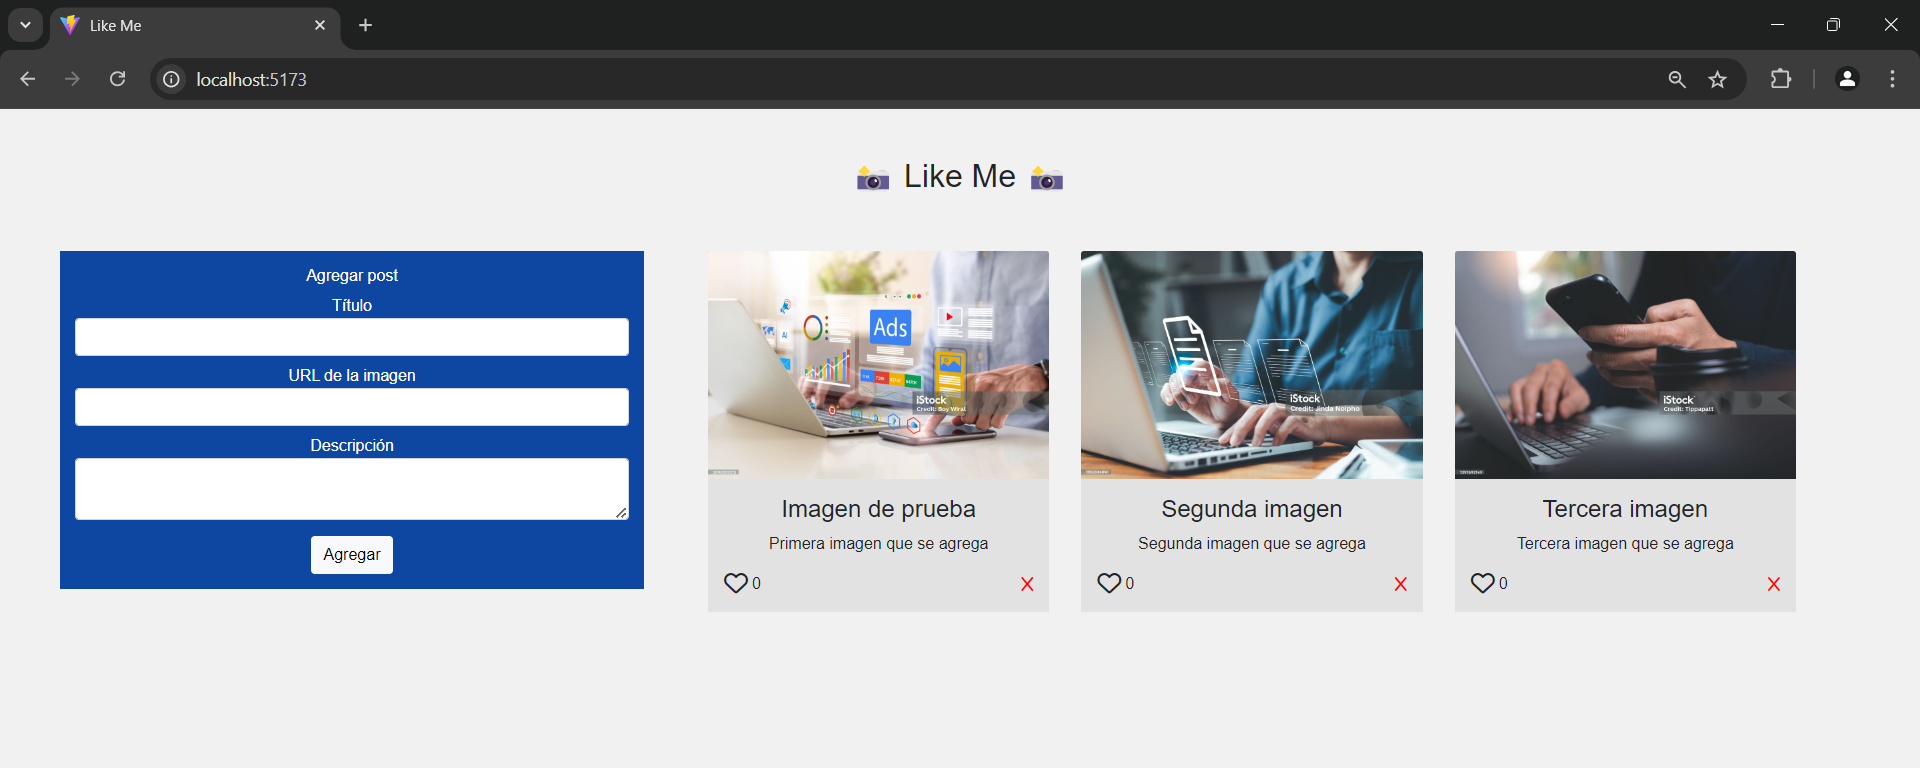 Like Me
localhost:5173
Like Me
Agregar post
Título
URL de la imagen
Descripción
Agregar
Ads
iStock
Credit: Boy Wirat
Imagen de prueba
Primera imagen que se agrega
0
X
iStock
Credit: Jinda Noipho
Segunda imagen
Segunda imagen que se agrega
0
X
iStock
Credit: Tippapatt
Tercera imagen
Tercera imagen que se agrega
0
X